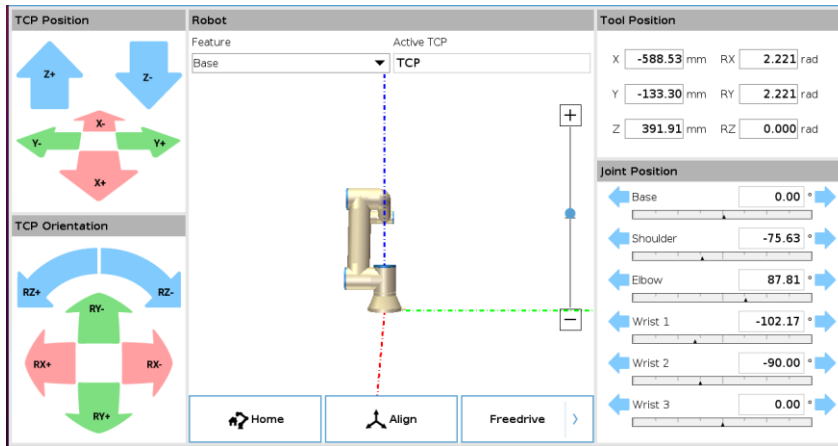 TCP Position
Z+
Z-
X-
Y-
Y+
X+
TCP Orientation
RZ+
RZ-
RY-
RX+
RX-
RY+
Robot
Feature
Active TCP
Base
TCP
+
−
Home
Align
Freedrive
Tool Position
X -588.53 mm RX 2.221 rad
Y -133.30 mm RY 2.221 rad
Z 391.91 mm RZ 0.000 rad
Joint Position
Base 0.00 °
Shoulder -75.63 °
Elbow 87.81 °
Wrist 1 -102.17 °
Wrist 2 -90.00 °
Wrist 3 0.00 °